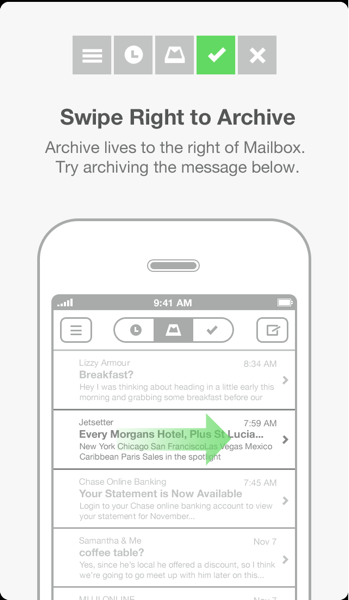 Swipe Right to Archive
Archive lives to the right of Mailbox.
Try archiving the message below.
9:41 AM
Lizzy Armour 8:34 AM
Breakfast?
Hey I was thinking about heading in a little early this
morning and grabbing some breakfast before our
Jetsetter 7:59 AM
Every Morgans Hotel, Plus St Lucia...
New York Chicago San FranciscoLas Vegas Mexico
Caribbean Paris Sales in the spotlight
Chase Online Banking 7:45 AM
Your Statement is Now Available
Login to your Chase online banking account to view
your statement for November...
Samantha & Me Nov 7
coffee table?
Yes, since he's local he offered a discount, so I think
we're going to go meet up with him later on this...
MUJI ONLINE Nov 7